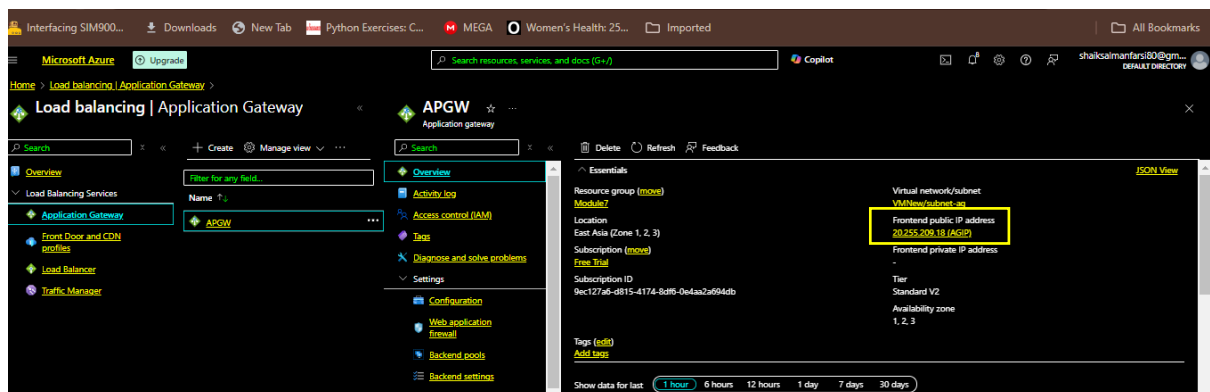 Interfacing SIM900... Downloads New Tab Python Exercises: C... MEGA Women's Health: 25... Imported All Bookmarks
Microsoft Azure Upgrade Search resources, services, and docs (G+/) Copilot shaiksalmanfarsi80@gm...
DEFAULT DIRECTORY
Home > Load balancing | Application Gateway >
Load balancing | Application Gateway
Search
Overview
Load Balancing Services
Application Gateway
Front Door and CDN
profiles
Load Balancer
Traffic Manager
Create Manage view
Filter for any field...
Name
APGW
APGW
Application gateway
Search
Overview
Activity log
Access control (IAM)
Tags
Diagnose and solve problems
Settings
Configuration
Web application
firewall
Backend pools
Backend settings
Delete Refresh Feedback
Essentials
JSON View
Resource group (move)
Module7
Location
East Asia (Zone 1, 2, 3)
Subscription (move)
Free Trial
Subscription ID
9ec127a6-d815-4174-8df6-0e4aa2a694db
Virtual network/subnet
VMNew/subnet-ag
Frontend public IP address
20.255.209.18 (AGIP)
Frontend private IP address
-
Tier
Standard V2
Availability zone
1, 2, 3
Tags (edit)
Add tags
Show data for last 1 hour 6 hours 12 hours 1 day 7 days 30 days